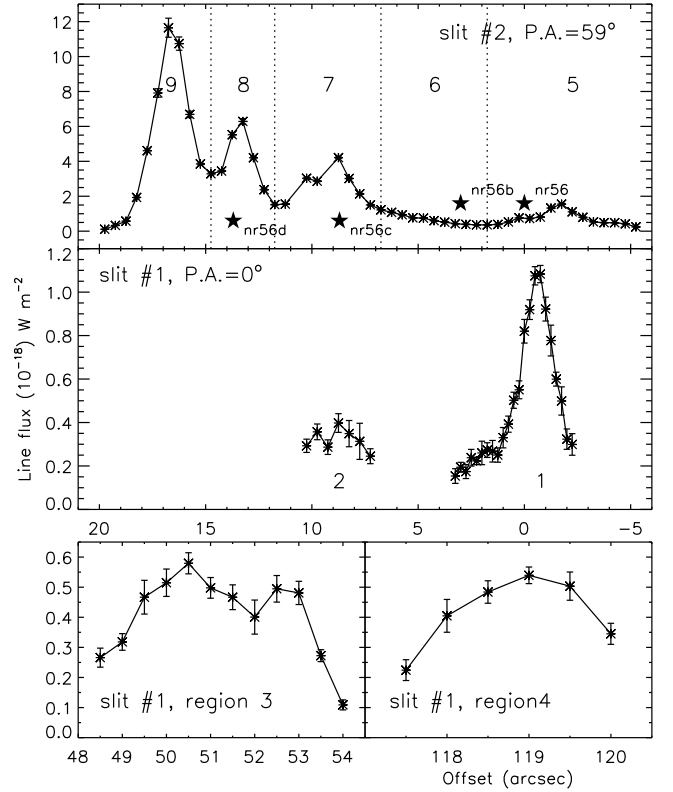 12
slit #2, P.A.=59°
10
9 8 7 6 5
8
6
4
nr56b nr56
2
nr56d nr56c
0
1.2
slit #1, P.A.=0°
1.0
0.8
0.6
0.4
0.2
2 1
0.0
Line flux (10⁻¹⁸) W m⁻²
20 15 10 5 0 −5
0.6
0.5
0.4
0.3
0.2
0.1
0.0
slit #1, region 3
slit #1, region4
48 49 50 51 52 53 54
118 119 120
Offset (arcsec)